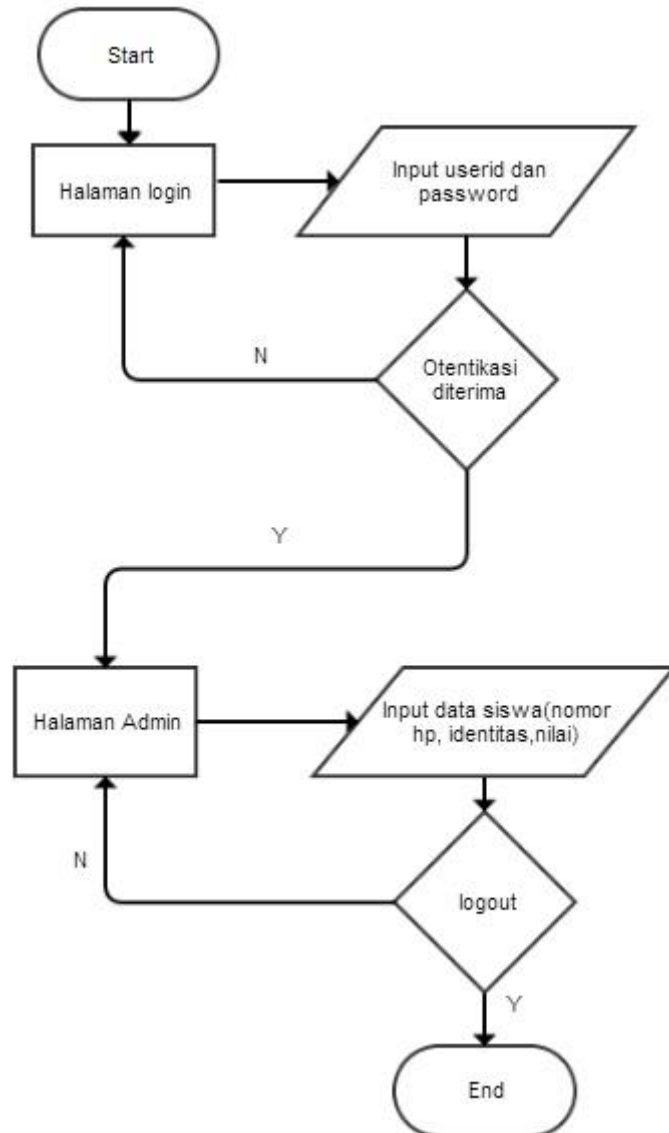 Start
Halaman login
Input userid dan
password
N
Otentikasi
diterima
Y
Halaman Admin
Input data siswa(nomor
hp, identitas,nilai)
N
logout
Y
End